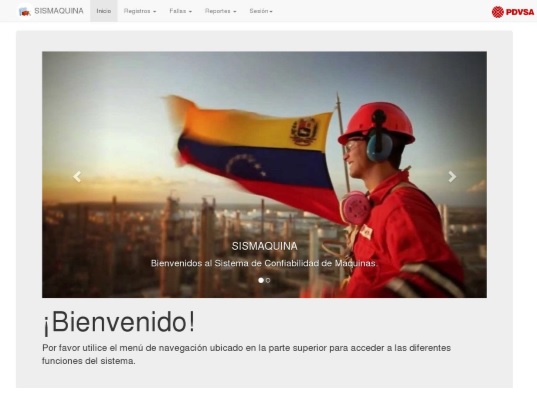 SISMAQUINA Inicio Registros Fallas Reportes Sesión PDVSA
SISMAQUINA
Bienvenidos al Sistema de Confiabilidad de Maquinas.
¡Bienvenido!
Por favor utilice el menú de navegación ubicado en la parte superior para acceder a las diferentes
funciones del sistema.